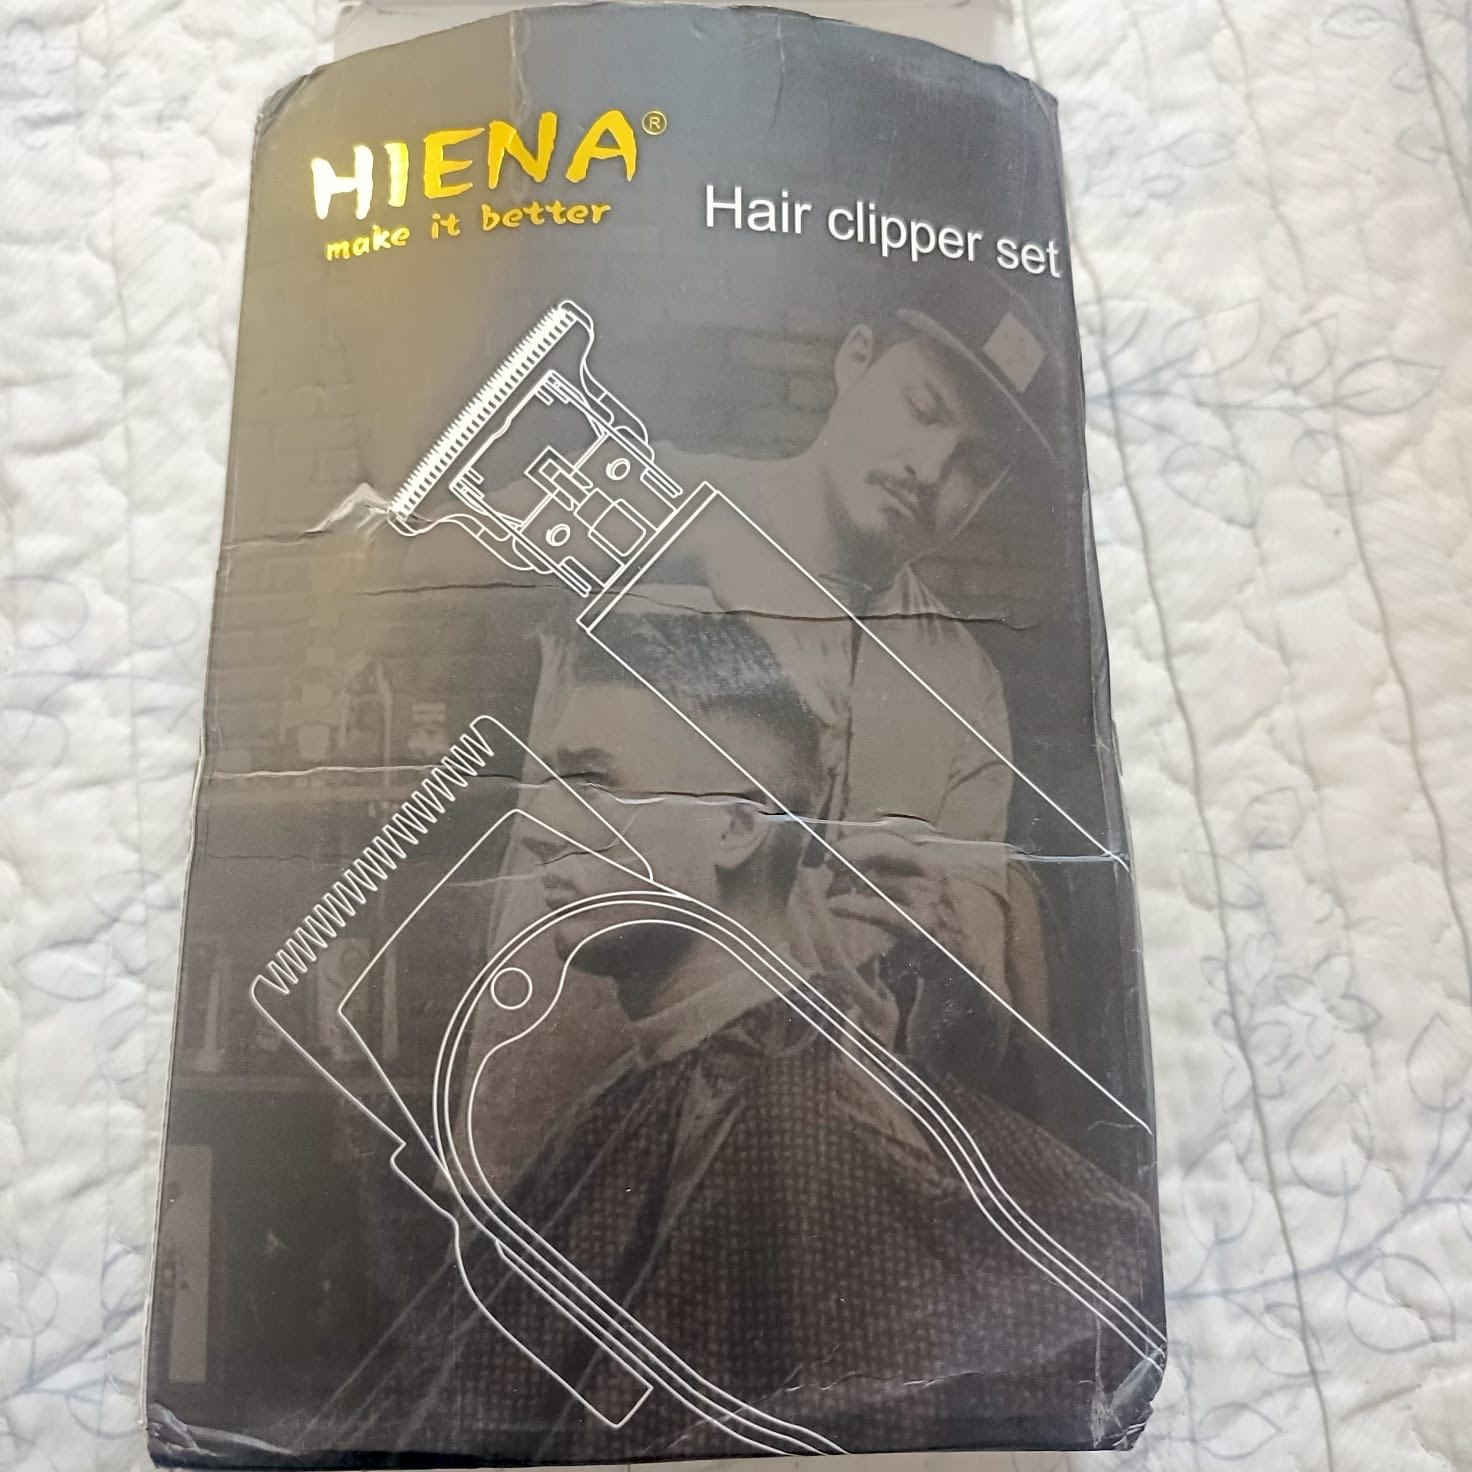 HIENA®
make it better
Hair clipper set